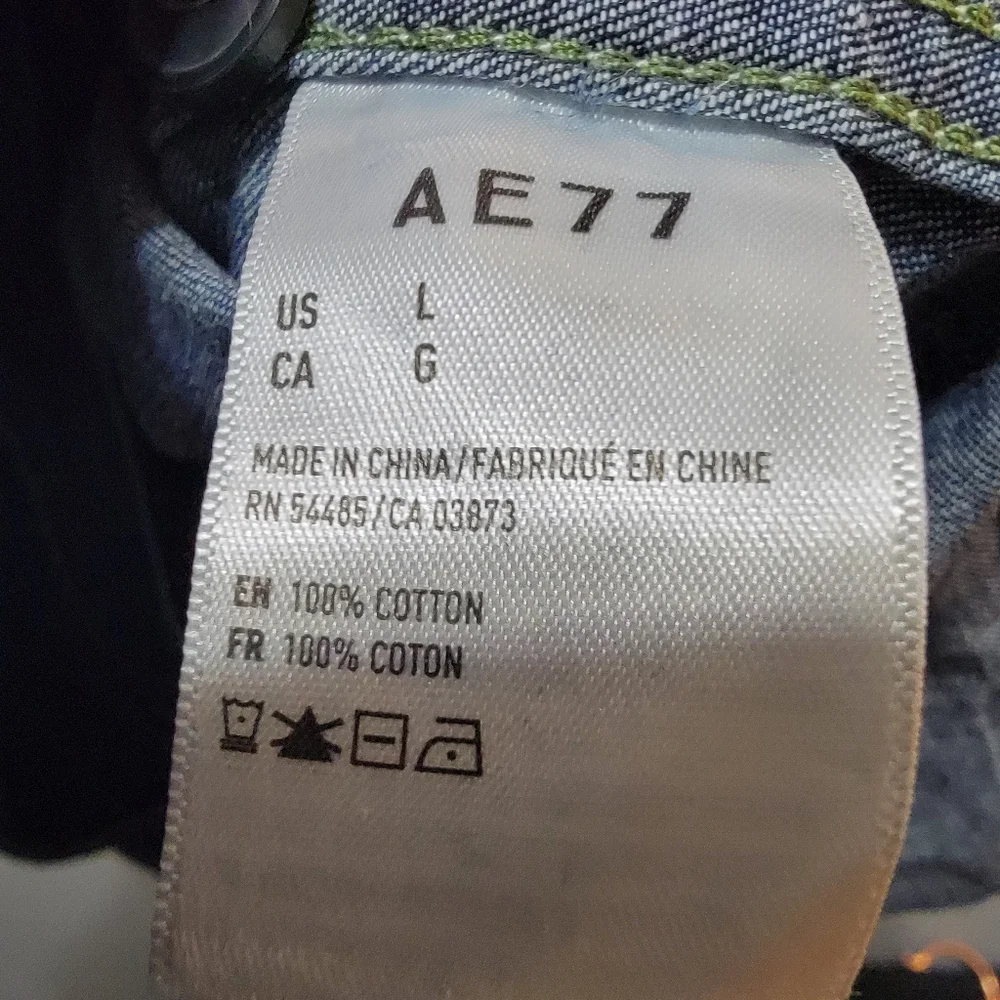 AE77
US L
CA G
MADE IN CHINA/FABRIQUÉ EN CHINE
RN 54485/CA 03873
EN 100% COTTON
FR 100% COTON